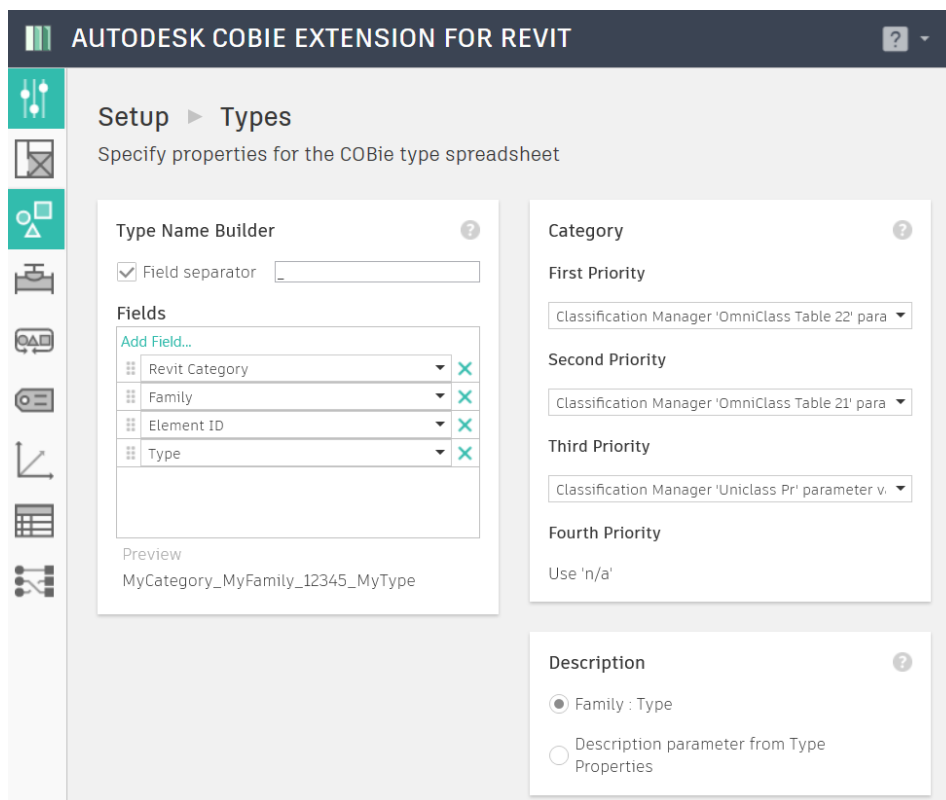 AUTODESK COBIE EXTENSION FOR REVIT
?
Setup ► Types
Specify properties for the COBie type spreadsheet
Type Name Builder
?
Field separator
_
Fields
Add Field...
Revit Category
Family
Element ID
Type
Preview
MyCategory_MyFamily_12345_MyType
Category
?
First Priority
Classification Manager 'OmniClass Table 22' para
Second Priority
Classification Manager 'OmniClass Table 21' para
Third Priority
Classification Manager 'Uniclass Pr' parameter v
Fourth Priority
Use 'n/a'
Description
?
Family : Type
Description parameter from Type
Properties